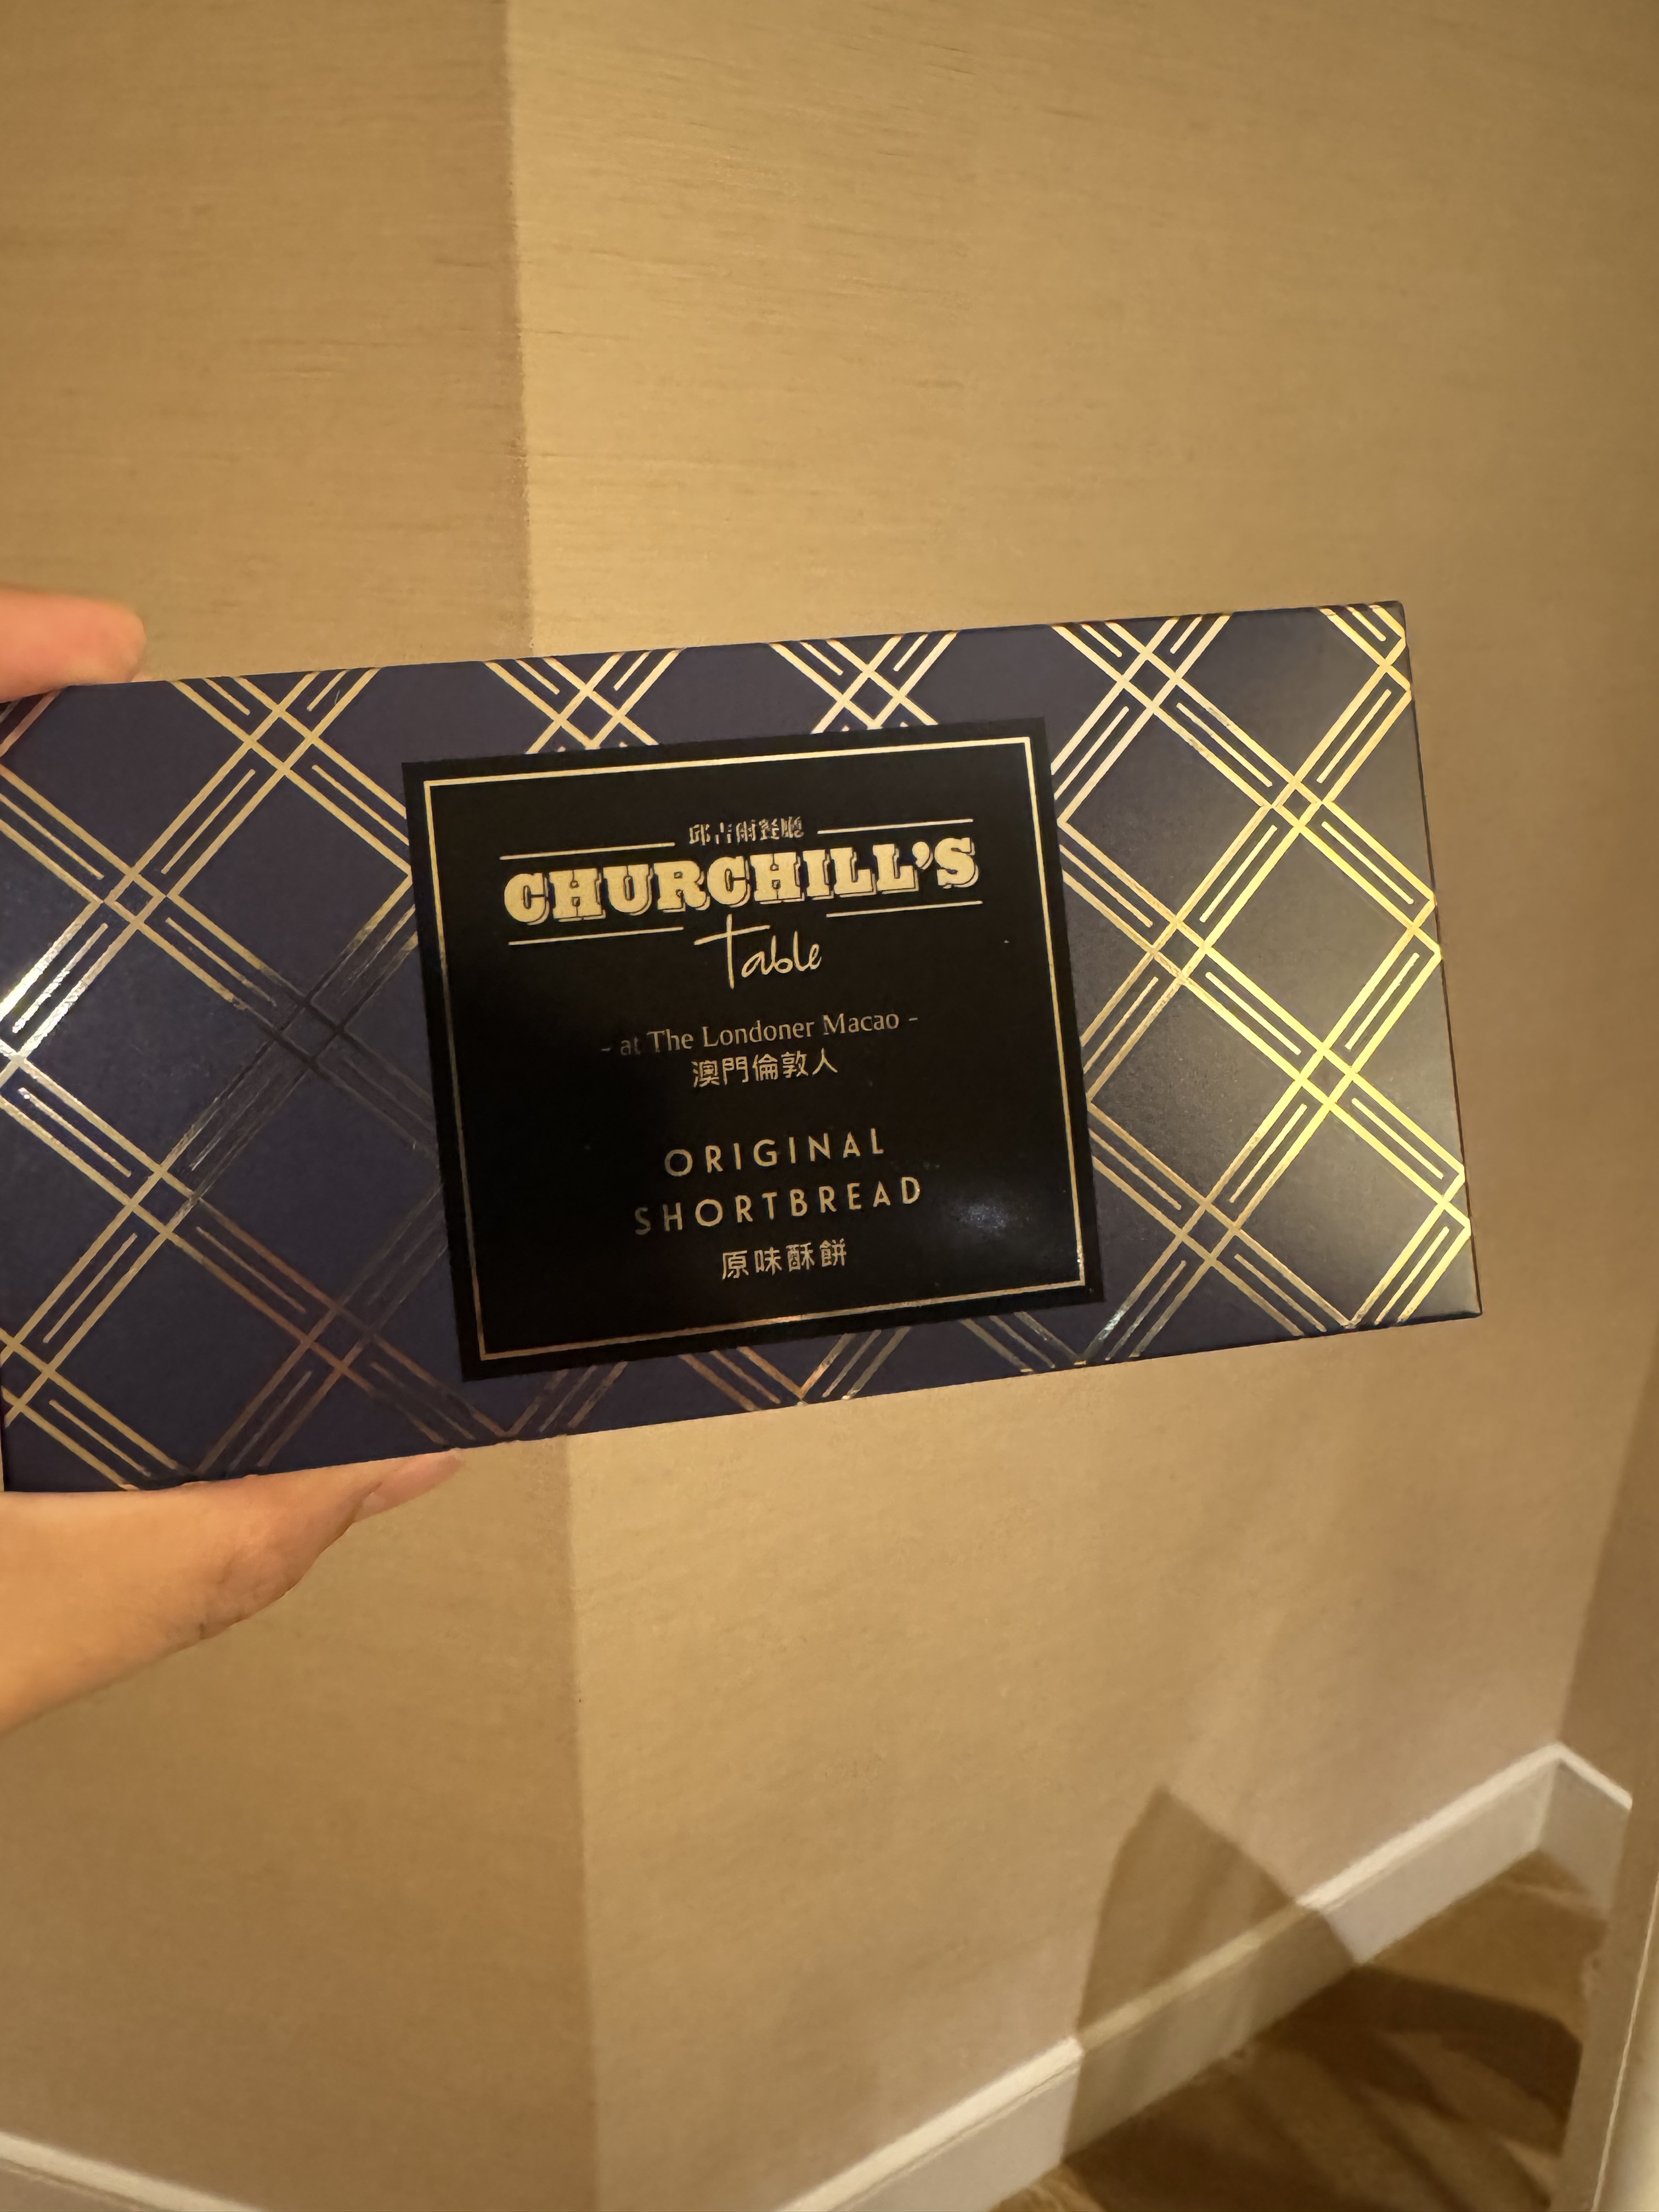 邱吉爾餐廳
CHURCHILL'S
Table
- at The Londoner Macao -
澳門倫敦人
ORIGINAL
SHORTBREAD
原味酥餅